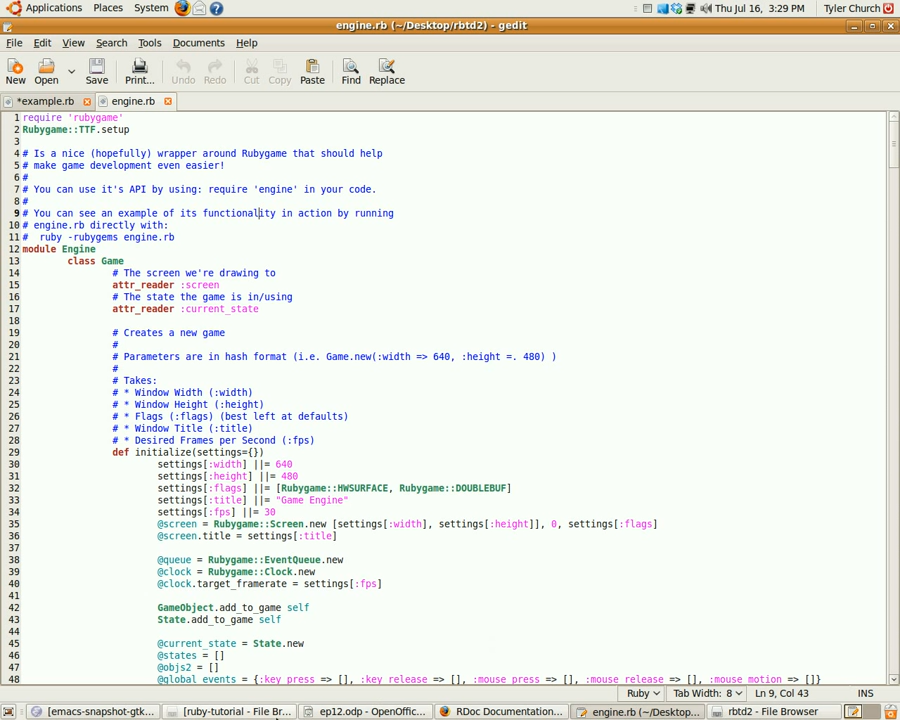 Applications Places System Thu Jul 16, 3:29 PM Tyler Church
engine.rb (~/Desktop/rbtd2) - gedit
File Edit View Search Tools Documents Help
New Open Save Print... Undo Redo Cut Copy Paste Find Replace
*example.rb engine.rb
1 require 'rubygame'
2 Rubygame::TTF.setup
3
4 # Is a nice (hopefully) wrapper around Rubygame that should help
5 # make game development even easier!
6 #
7 # You can use it's API by using: require 'engine' in your code.
8 #
9 # You can see an example of its functionality in action by running
10 # engine.rb directly with:
11 #  ruby -rubygems engine.rb
12 module Engine
13 class Game
14 # The screen we're drawing to
15 attr_reader :screen
16 # The state the game is in/using
17 attr_reader :current_state
18
19 # Creates a new game
20 #
21 # Parameters are in hash format (i.e. Game.new(:width => 640, :height =. 480) )
22 #
23 # Takes:
24 # * Window Width (:width)
25 # * Window Height (:height)
26 # * Flags (:flags) (best left at defaults)
27 # * Window Title (:title)
28 # * Desired Frames per Second (:fps)
29 def initialize(settings={})
30 settings[:width] ||= 640
31 settings[:height] ||= 480
32 settings[:flags] ||= [Rubygame::HWSURFACE, Rubygame::DOUBLEBUF]
33 settings[:title] ||= "Game Engine"
34 settings[:fps] ||= 30
35 @screen = Rubygame::Screen.new [settings[:width], settings[:height]], 0, settings[:flags]
36 @screen.title = settings[:title]
37
38 @queue = Rubygame::EventQueue.new
39 @clock = Rubygame::Clock.new
40 @clock.target_framerate = settings[:fps]
41
42 GameObject.add_to_game self
43 State.add_to_game self
44
45 @current_state = State.new
46 @states = []
47 @objs2 = []
48 @global_events = {:key_press => [], :key_release => [], :mouse_press => [], :mouse_release => [], :mouse_motion => []}
Ruby Tab Width: 8 Ln 9, Col 43 INS
[emacs-snapshot-gtk... [ruby-tutorial - File Br... ep12.odp - OpenOffic... RDoc Documentation... engine.rb (~/Desktop... rbtd2 - File Browser